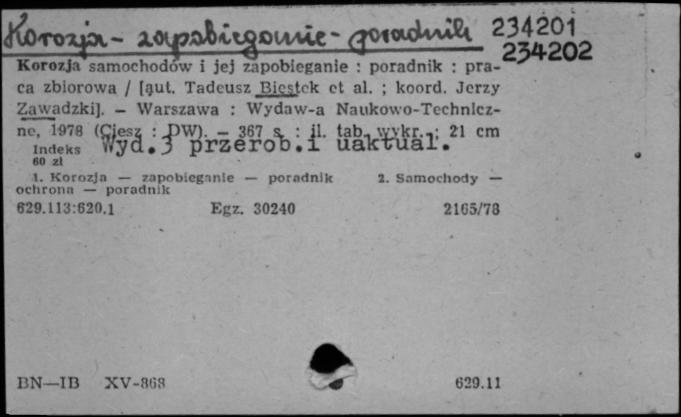 Korozja - zapobieganie - poradnik 234201
234202
Korozja samochodów i jej zapobieganie : poradnik : pra-
ca zbiorowa / [aut. Tadeusz Biestek et al. ; koord. Jerzy
Zawadzki]. — Warszawa : Wydaw-a Naukowo-Technicz-
ne, 1978 (Ciesz : DW). — 367 s. : il. tab. wykr. ; 21 cm
Indeks Wyd.3 przerob.i uaktual.
60 zł
1. Korozja — zapobieganie — poradnik 2. Samochody —
ochrona — poradnik
629.113:620.1 Egz. 30240 2165/78
BN—IB XV-868 629.11